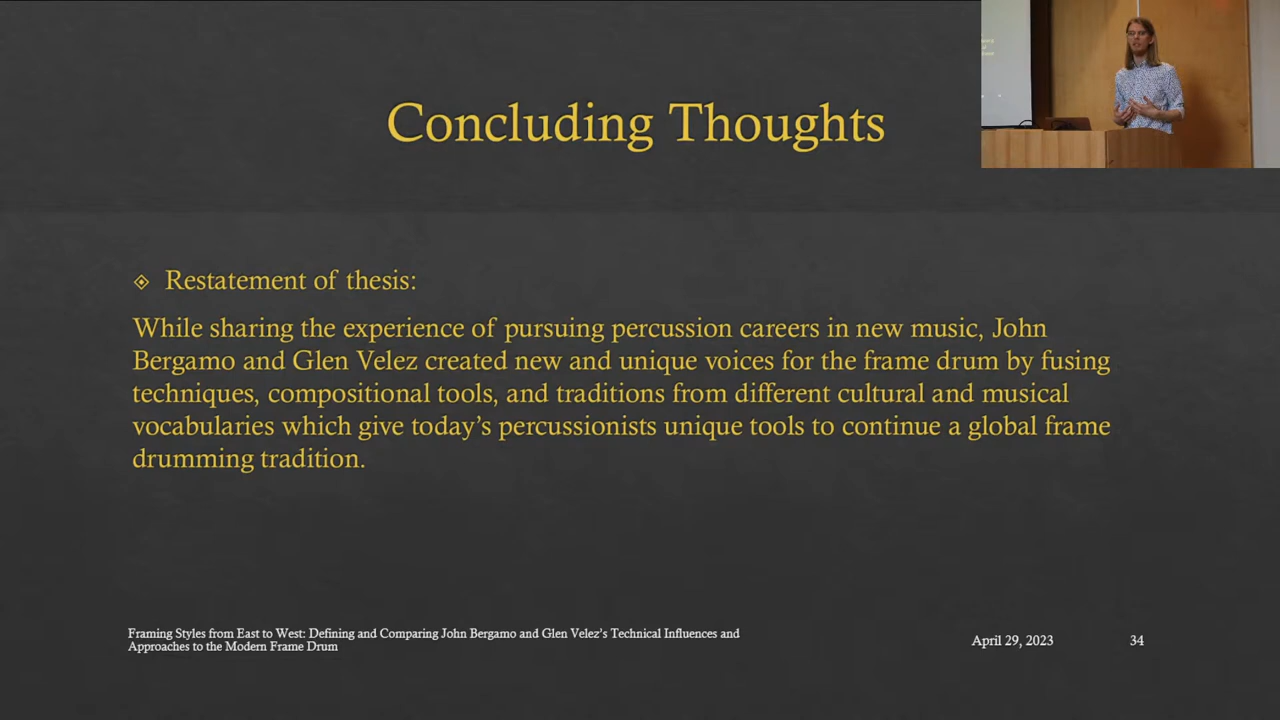 Concluding Thoughts
Restatement of thesis:
While sharing the experience of pursuing percussion careers in new music, John
Bergamo and Glen Velez created new and unique voices for the frame drum by fusing
techniques, compositional tools, and traditions from different cultural and musical
vocabularies which give today’s percussionists unique tools to continue a global frame
drumming tradition.
Framing Styles from East to West: Defining and Comparing John Bergamo and Glen Velez’s Technical Influences and
Approaches to the Modern Frame Drum
April 29, 2023
34